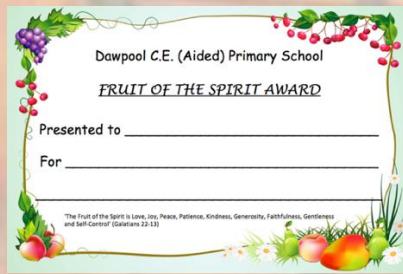 Dawpool C.E. (Aided) Primary School
FRUIT OF THE SPIRIT AWARD
Presented to
For
'The Fruit of the Spirit is Love, Joy, Peace, Patience, Kindness, Generosity, Faithfulness, Gentleness
and Self-Control' (Galatians 22-13)